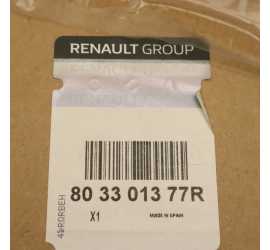 RENAULT GROUP
80 33 013 77R
X1
MADE IN SPAIN